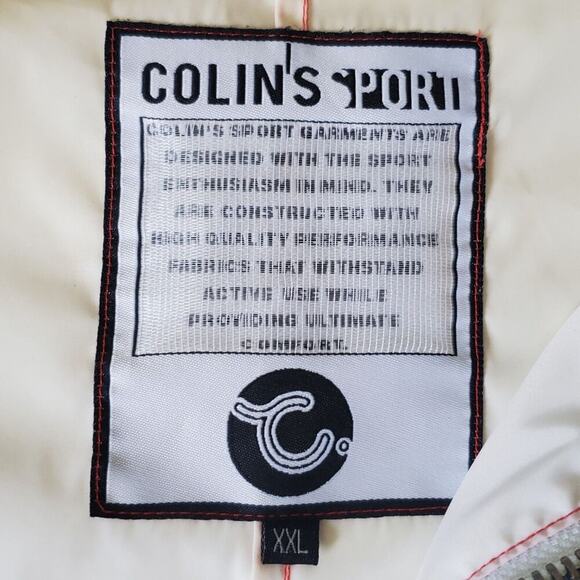 COLIN'S SPORT
COLIN'S SPORT GARMENTS ARE
DESIGNED WITH THE SPORT
ENTHUSIASM IN MIND. THEY
ARE CONSTRUCTED WITH
HIGH QUALITY PERFORMANCE
FABRICS THAT WITHSTAND
ACTIVE USE WHILE
PROVIDING ULTIMATE
COMFORT.
XXL